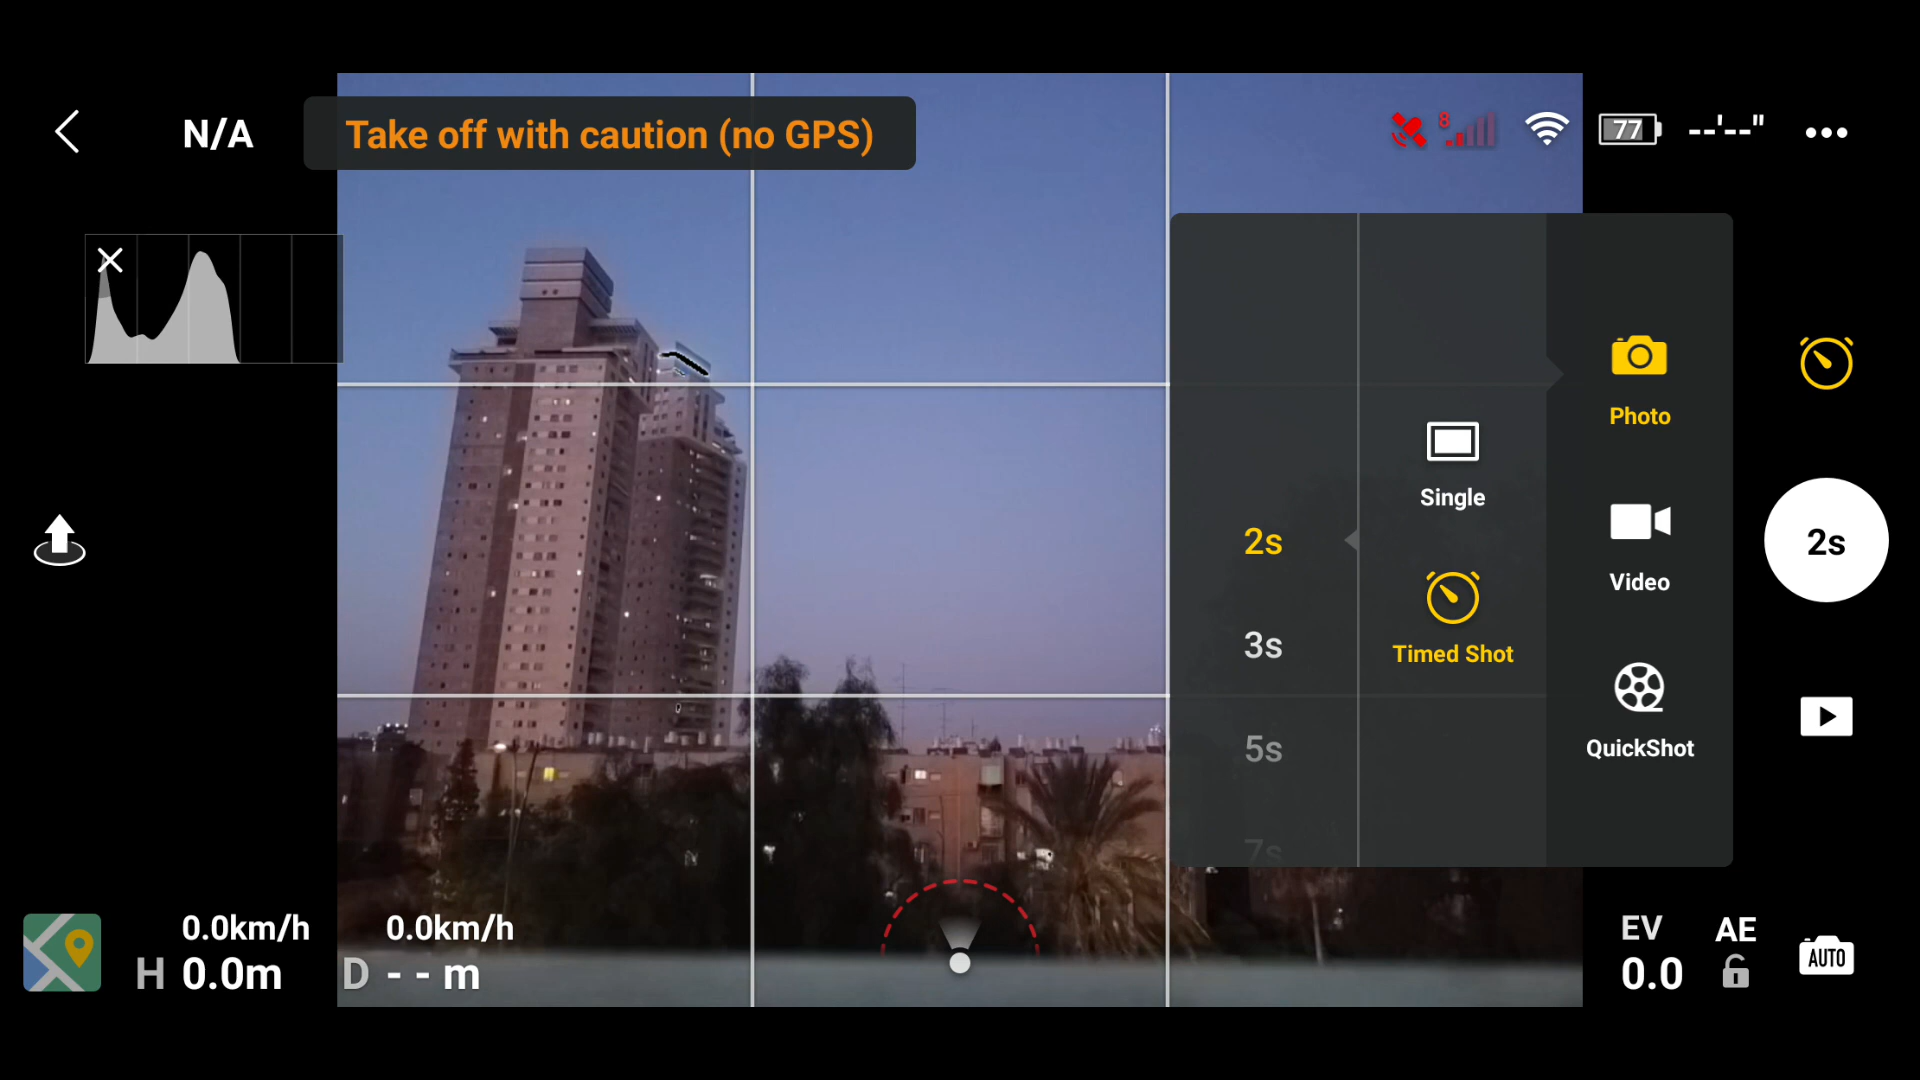 N/A
Take off with caution (no GPS)
8
77
--'--"
Photo
Single
2s
Video
2s
3s
Timed Shot
5s
QuickShot
7s
0.0km/h
0.0km/h
H 0.0m
D - - m
EV
AE
0.0
AUTO